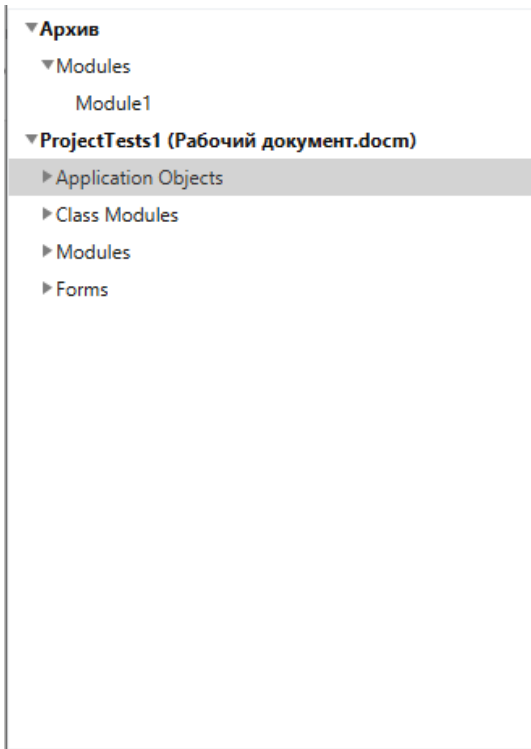 Архив
Modules
Module1
ProjectTests1 (Рабочий документ.docm)
Application Objects
Class Modules
Modules
Forms